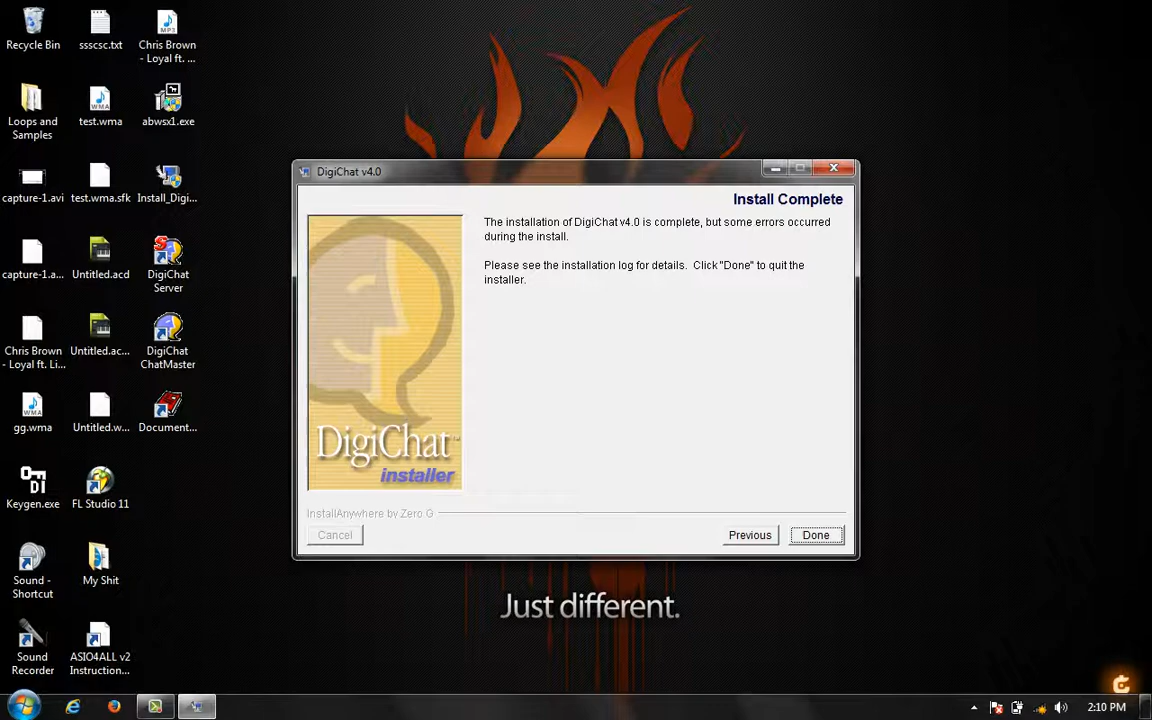 Recycle Bin
ssscsc.txt
Chris Brown
- Loyal ft. ...
Loops and
Samples
test.wma
abwsx1.exe
capture-1.avi
test.wma.sfk
Install_Digi...
capture-1.a...
Untitled.acd
DigiChat
Server
Chris Brown
- Loyal ft. Li...
Untitled.ac...
DigiChat
ChatMaster
gg.wma
Untitled.w...
Document...
Keygen.exe
FL Studio 11
Sound -
Shortcut
My Shit
Sound
Recorder
ASIO4ALL v2
Instruction...
DigiChat v4.0
Install Complete
The installation of DigiChat v4.0 is complete, but some errors occurred
during the install.
Please see the installation log for details. Click "Done" to quit the
installer.
DigiChat™
installer
InstallAnywhere by Zero G
Cancel
Previous
Done
Just different.
2:10 PM